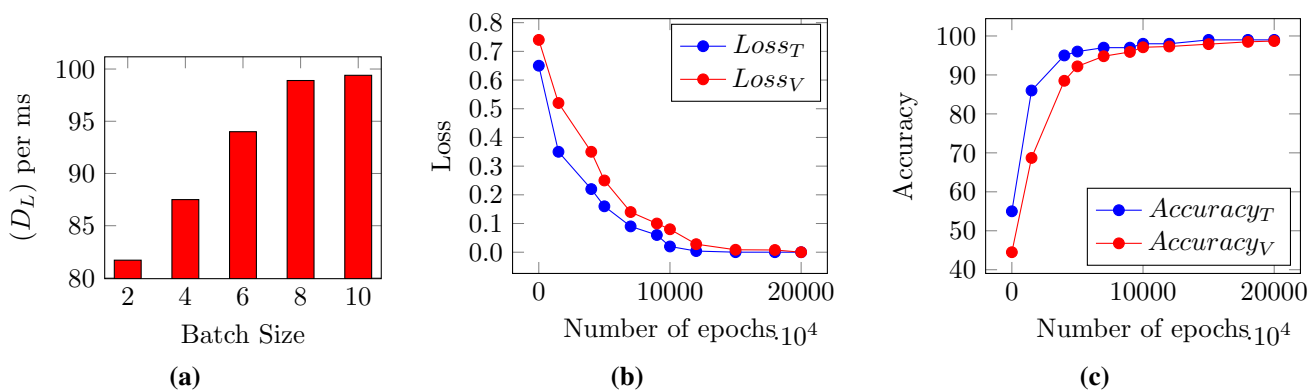 (D_L) per ms
100
95
90
85
80
2 4 6 8 10
Batch Size
(a)
Loss
0.8
0.7
0.6
0.5
0.4
0.3
0.2
0.1
0.0
Loss_T
Loss_V
0 10000 20000
Number of epochs ·10^4
(b)
Accuracy
100
90
80
70
60
50
40
Accuracy_T
Accuracy_V
0 10000 20000
Number of epochs ·10^4
(c)